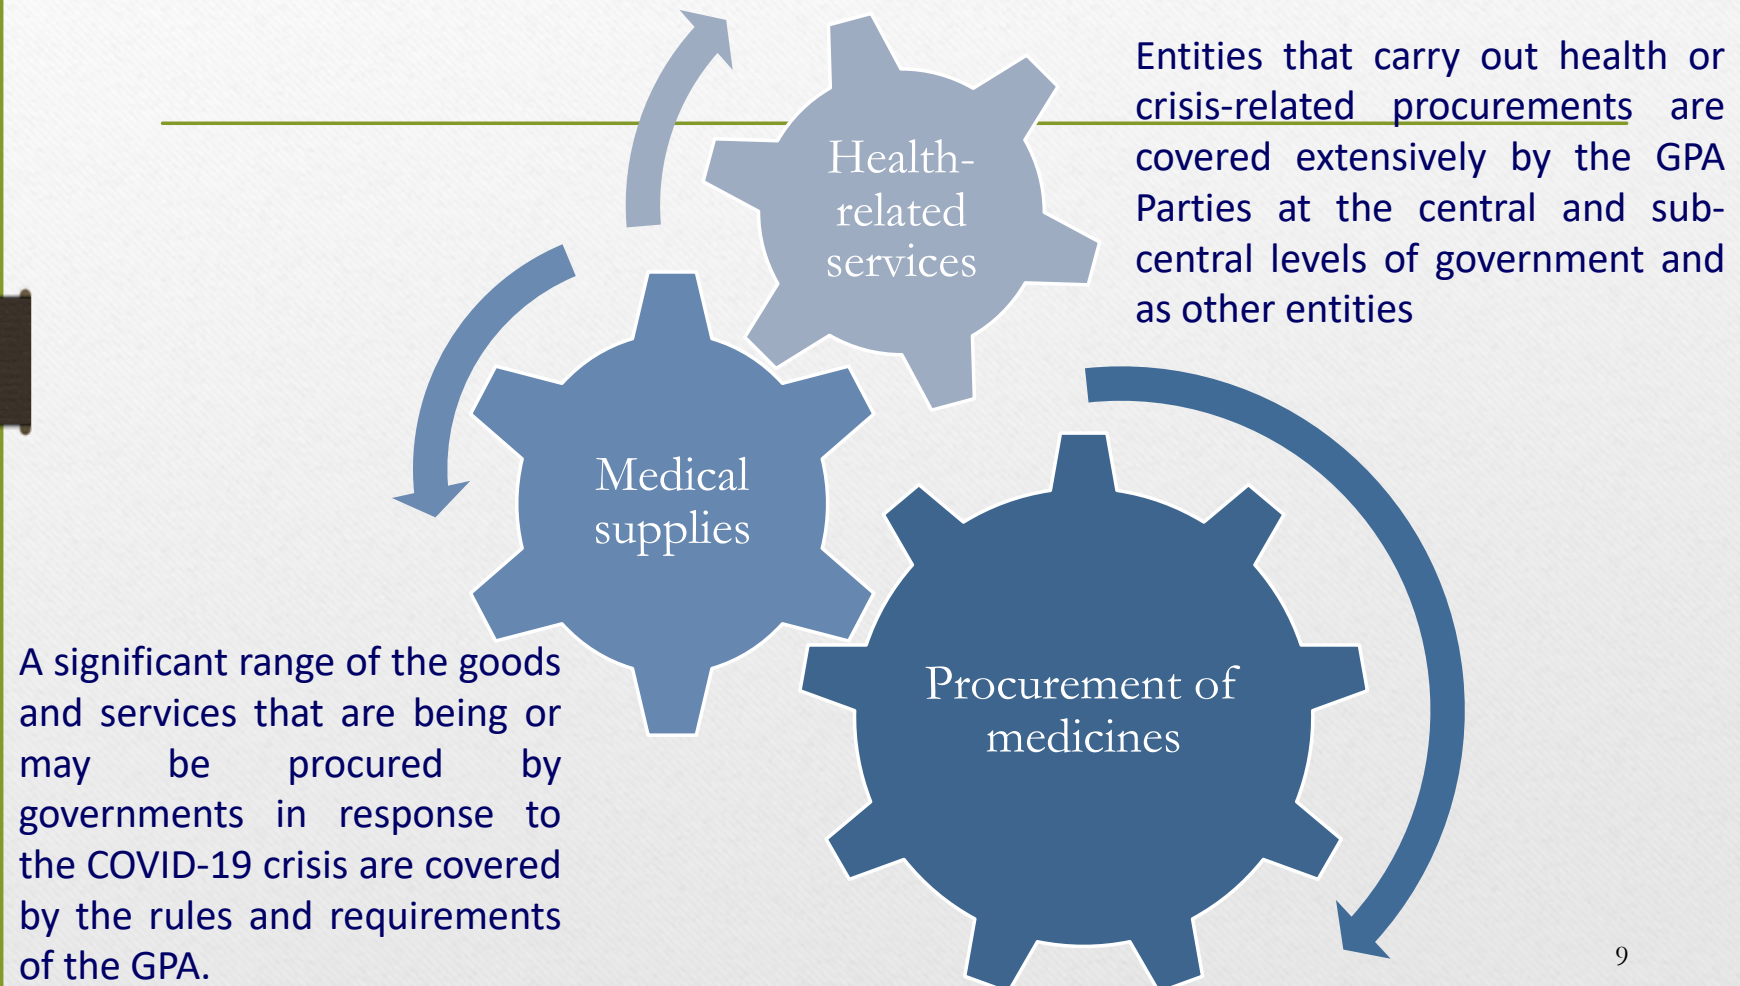 Entities that carry out health or
crisis-related procurements are
covered extensively by the GPA
Parties at the central and sub-
central levels of government and
as other entities
Health-
related
services
Medical
supplies
Procurement of
medicines
A significant range of the goods
and services that are being or
may be procured by
governments in response to
the COVID-19 crisis are covered
by the rules and requirements
of the GPA.
9